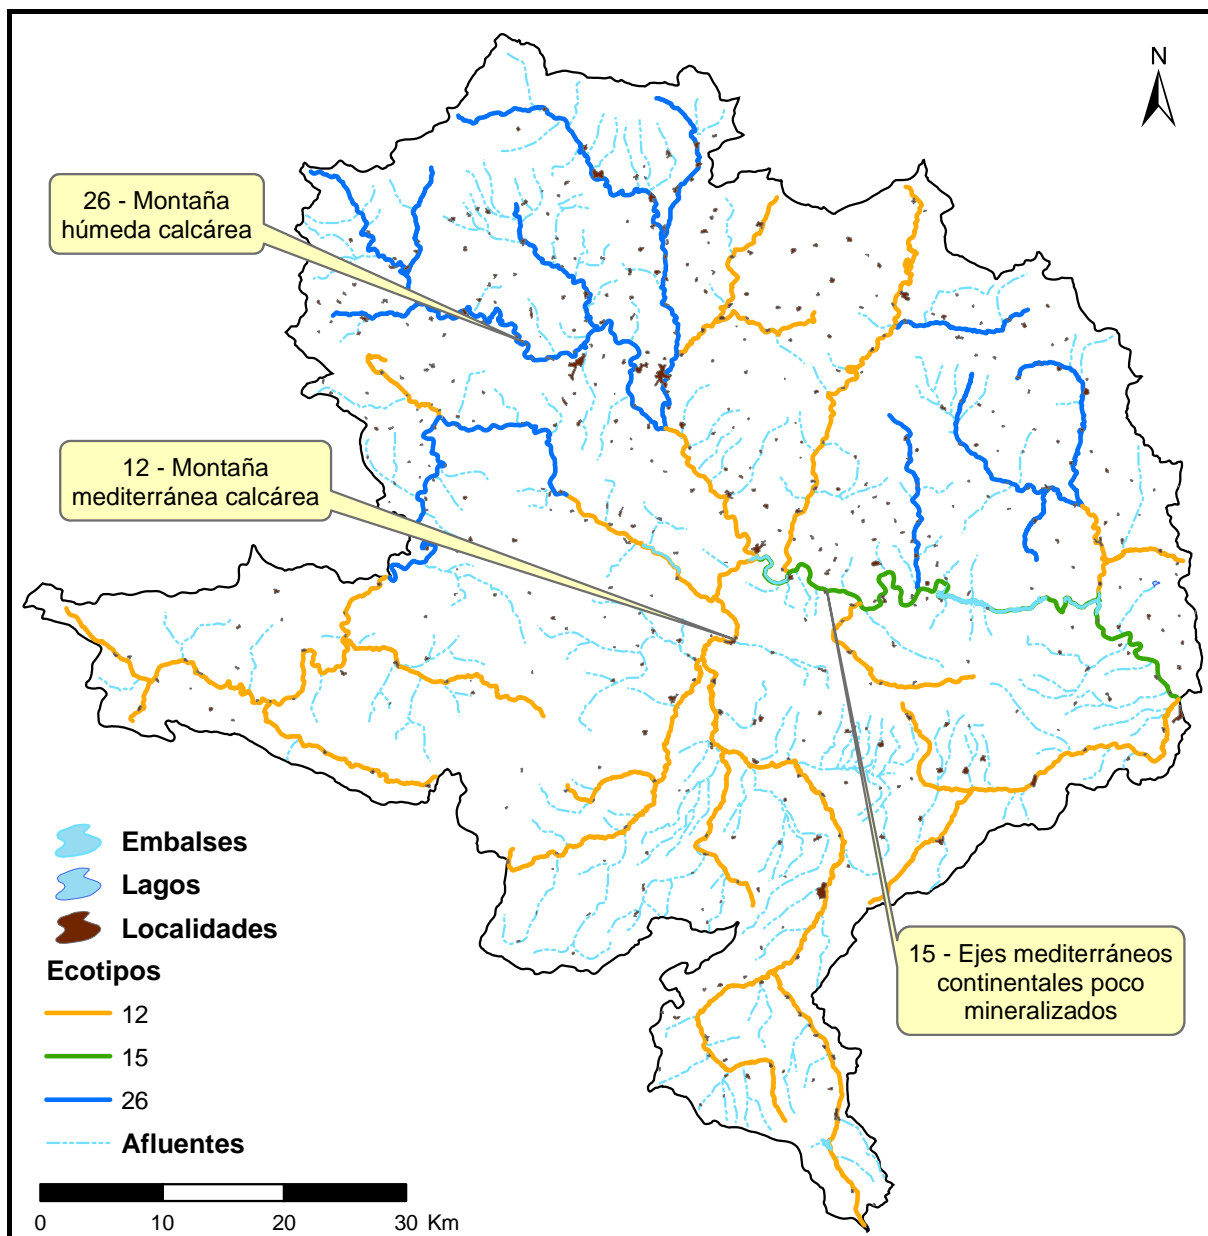 N
26 - Montaña
húmeda calcárea
12 - Montaña
mediterránea calcárea
15 - Ejes mediterráneos
continentales poco
mineralizados
Embalses
Lagos
Localidades
Ecotipos
12
15
26
Afluentes
0 10 20 30 Km